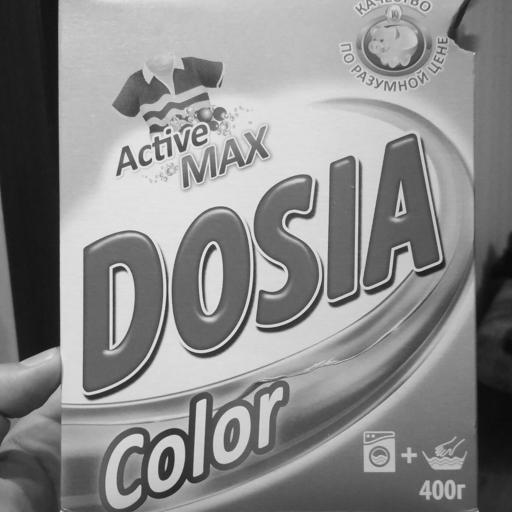 КАЧЕСТВО
ПО РАЗУМНОЙ ЦЕНЕ
Active
MAX
DOSIA
Color
+
400г